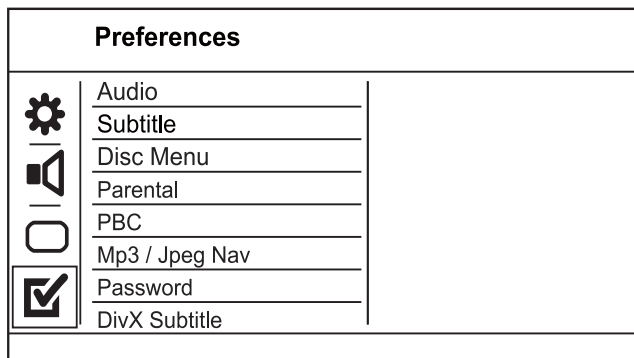 Preferences
Audio
Subtitle
Disc Menu
Parental
PBC
Mp3 / Jpeg Nav
Password
DivX Subtitle